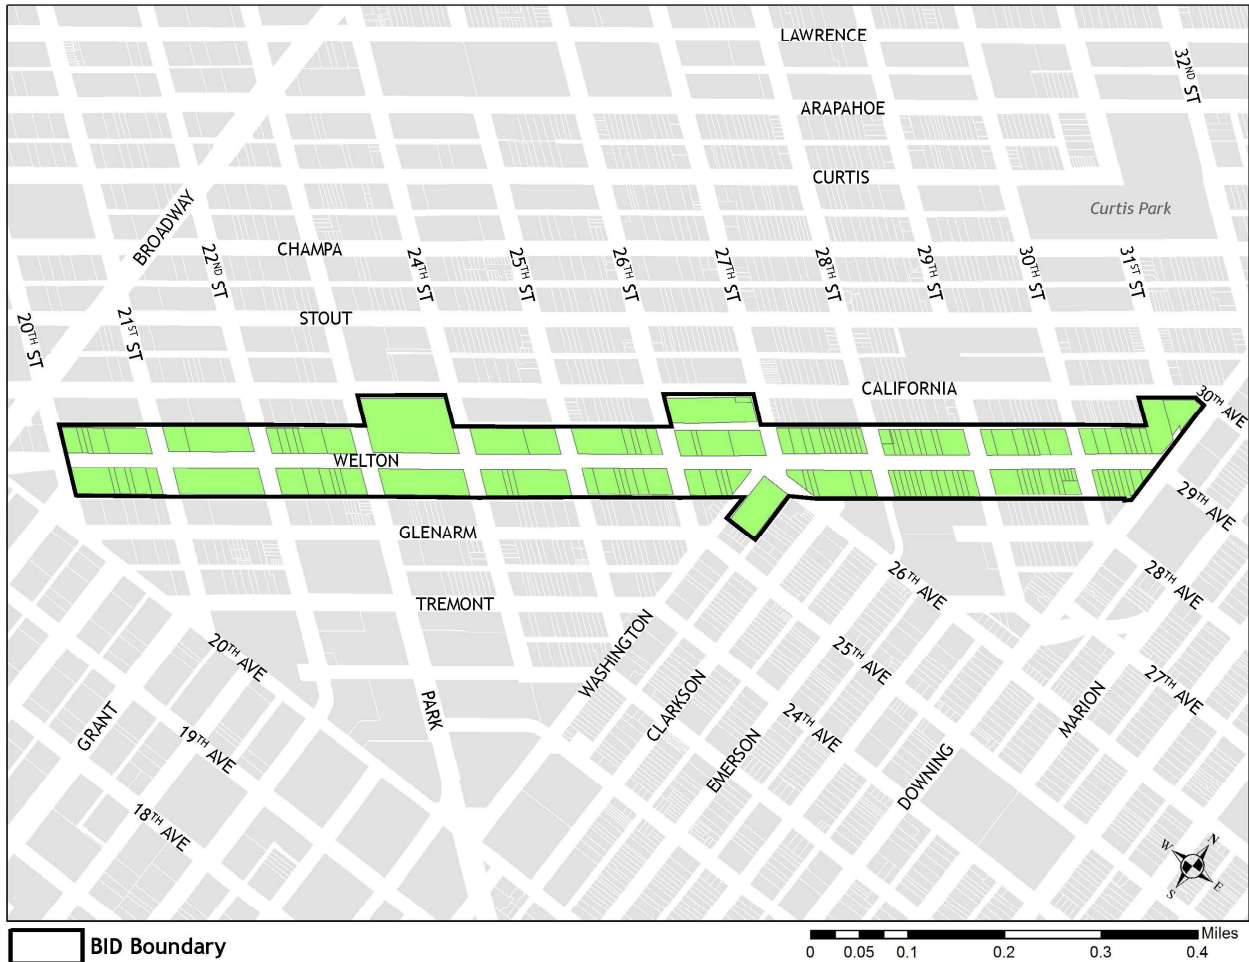 LAWRENCE
32ND ST
ARAPAHOE
CURTIS
Curtis Park
BROADWAY
CHAMPA
22ND ST
24TH ST
25TH ST
26TH ST
27TH ST
28TH ST
29TH ST
30TH ST
31ST ST
20TH ST
21ST ST
STOUT
CALIFORNIA
30TH AVE
WELTON
29TH AVE
GLENARM
26TH AVE
28TH AVE
TREMONT
20TH AVE
WASHINGTON
25TH AVE
27TH AVE
GRANT
PARK
CLARKSON
MARION
19TH AVE
24TH AVE
EMERSON
DOWNING
18TH AVE
N
W
E
S
BID Boundary
Miles
0 0.05 0.1 0.2 0.3 0.4